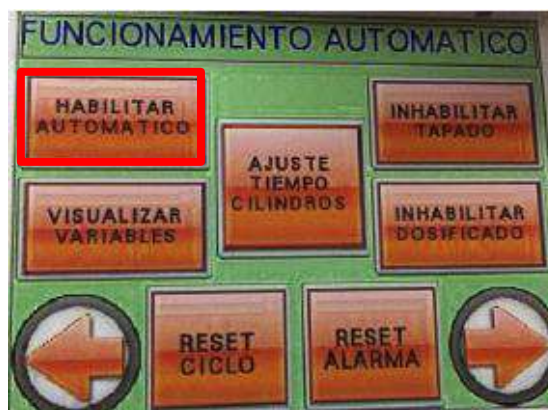 FUNCIONAMIENTO AUTOMATICO
HABILITAR
AUTOMATICO
INHABILITAR
TAPADO
AJUSTE
TIEMPO
CILINDROS
VISUALIZAR
VARIABLES
INHABILITAR
DOSIFICADO
RESET
CICLO
RESET
ALARMA